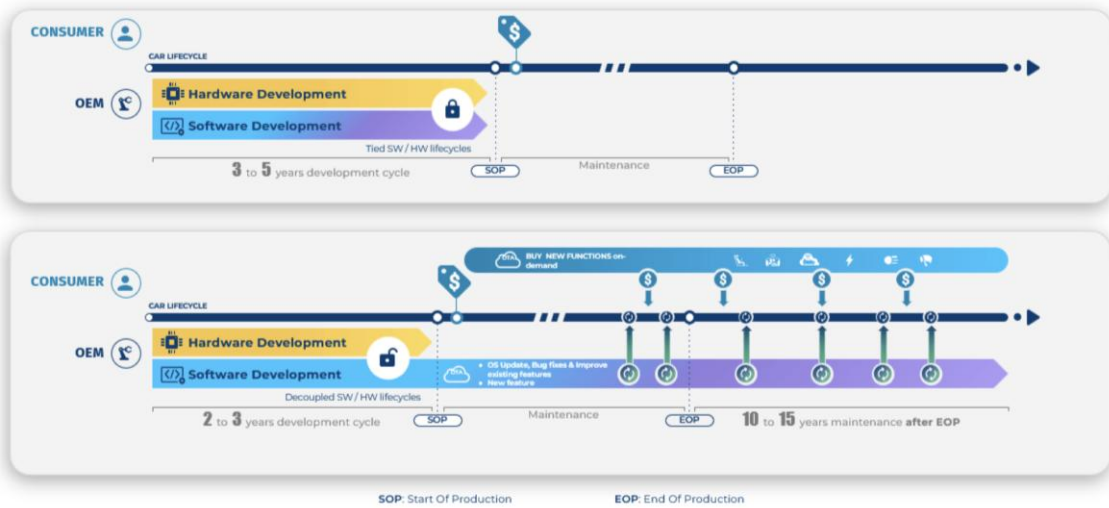 CONSUMER
CAR LIFECYCLE
OEM
Hardware Development
Software Development
Tied SW / HW lifecycles
3 to 5 years development cycle
SOP
Maintenance
EOP
BUY NEW FUNCTIONS on-
demand
CONSUMER
CAR LIFECYCLE
OEM
Hardware Development
Software Development
• OS Update, Bug fixes & Improve
existing features
• New feature
Decoupled SW / HW lifecycles
2 to 3 years development cycle
SOP
Maintenance
EOP
10 to 15 years maintenance after EOP
SOP: Start Of Production
EOP: End Of Production